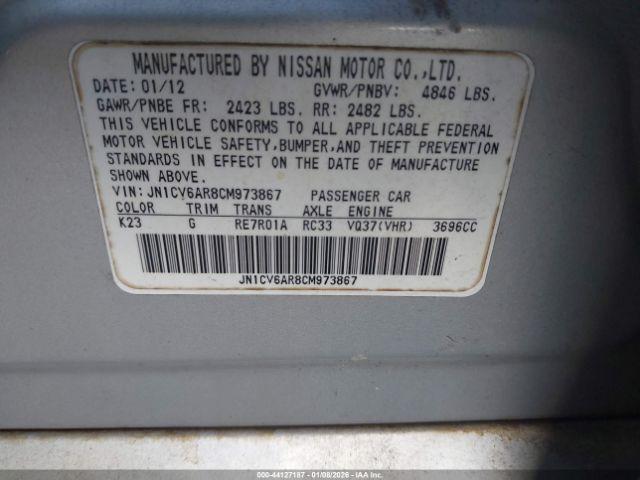 MANUFACTURED BY NISSAN MOTOR CO.,LTD.
DATE: 01/12 GVWR/PNBV: 4846 LBS.
GAWR/PNBE FR: 2423 LBS. RR: 2482 LBS.
THIS VEHICLE CONFORMS TO ALL APPLICABLE FEDERAL
MOTOR VEHICLE SAFETY, BUMPER, AND THEFT PREVENTION
STANDARDS IN EFFECT ON THE DATE OF MANUFACTURE
SHOWN ABOVE.
VIN: JN1CV6AR8CM973867 PASSENGER CAR
COLOR TRIM TRANS AXLE ENGINE
K23 G RE7R01A RC33 VQ37(VHR) 3696CC
JN1CV6AR8CM973867
000-44127187 | 01/08/2026 | IAA Inc.